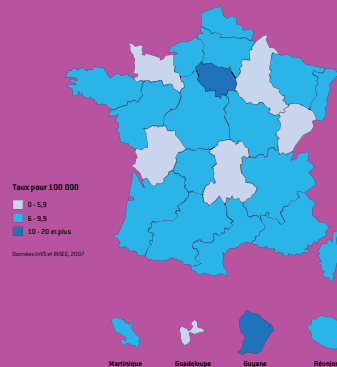 Taux pour 100 000
0 - 5,9
6 - 9,9
10 - 20 et plus
Données InVS et INSEE, 2007
Martinique
Guadeloupe
Guyane
Réunion